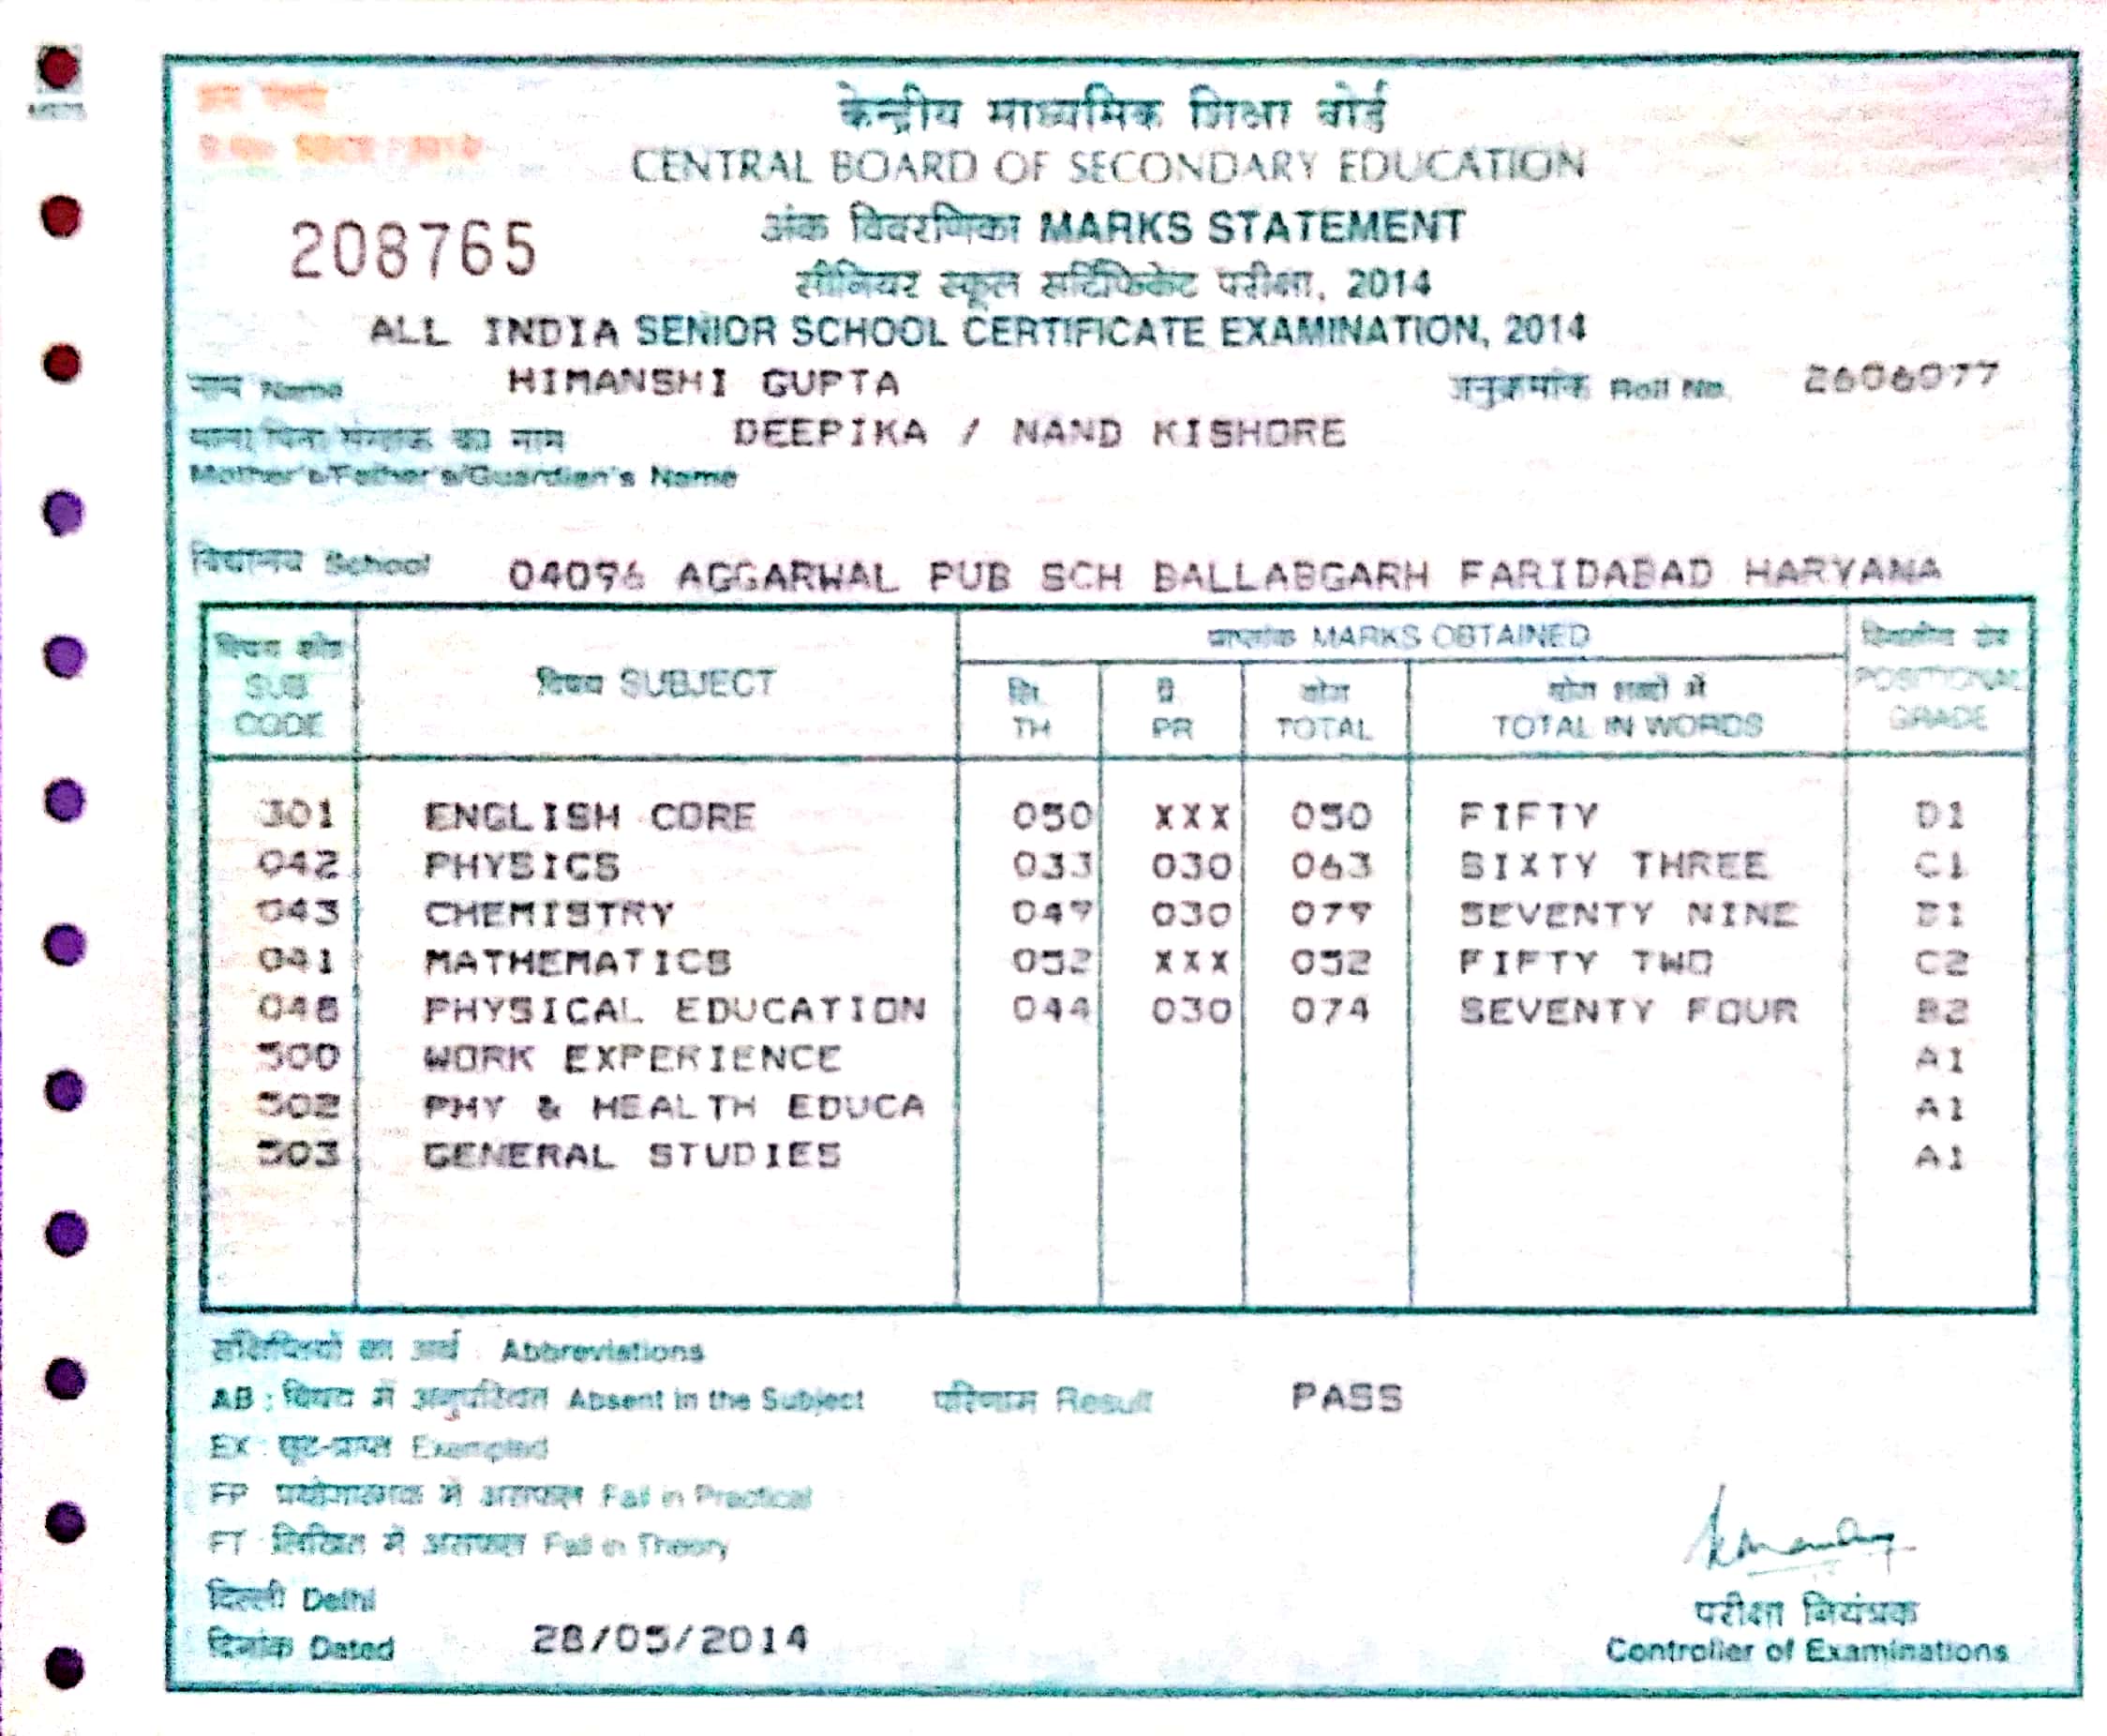 केन्द्रीय माध्यमिक शिक्षा बोर्ड
CENTRAL BOARD OF SECONDARY EDUCATION
208765
अंक विवरणिका MARKS STATEMENT
सीनियर स्कूल सर्टिफिकेट परीक्षा, 2014
ALL INDIA SENIOR SCHOOL CERTIFICATE EXAMINATION, 2014
नाम Name HIMANSHI GUPTA अनुक्रमांक Roll No. 2606077
का नाम DEEPIKA / NAND KISHORE
Mother's/Father's/Guardian's Name
विद्यालय School 04096 AGGARWAL PUB SCH BALLABGARH FARIDABAD HARYANA
विषय कोड SUB CODE विषय SUBJECT प्राप्तांक MARKS OBTAINED POSITIONAL GRADE
लि. TH प्रै. PR योग TOTAL योग शब्दों में TOTAL IN WORDS
301 ENGLISH CORE 050 XXX 050 FIFTY D1
042 PHYSICS 033 030 063 SIXTY THREE C1
043 CHEMISTRY 049 030 079 SEVENTY NINE B1
041 MATHEMATICS 052 XXX 052 FIFTY TWO C2
048 PHYSICAL EDUCATION 044 030 074 SEVENTY FOUR B2
500 WORK EXPERIENCE A1
502 PHY & HEALTH EDUCA A1
503 GENERAL STUDIES A1
का अर्थ Abbreviations
AB : विषय में अनुपस्थित Absent in the Subject परिणाम Result PASS
EX : छूट-प्राप्त Exempted
FP प्रयोगात्मक में असफल Fail in Practical
FT लिखित में असफल Fail in Theory
दिल्ली Delhi
दिनांक Dated 28/05/2014
परीक्षा नियंत्रक
Controller of Examinations